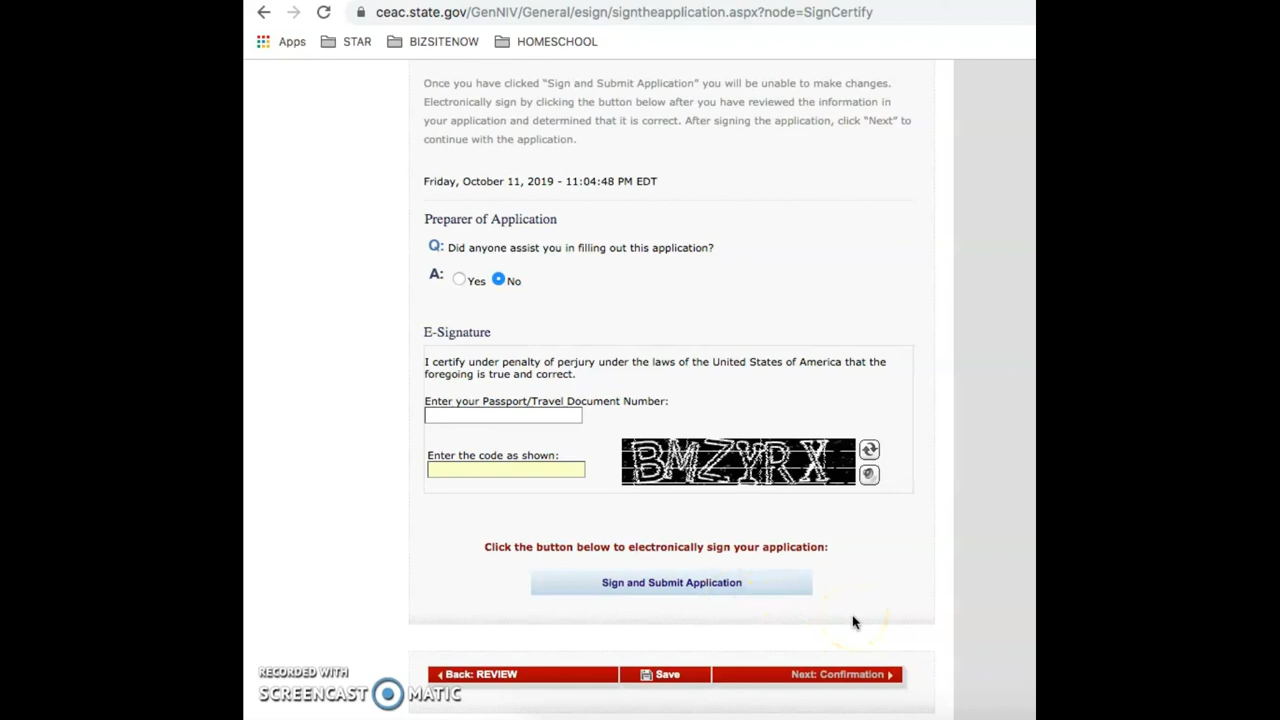 ceac.state.gov/GenNIV/General/esign/signtheapplication.aspx?node=SignCertify
Apps STAR BIZSITENOW HOMESCHOOL
Once you have clicked “Sign and Submit Application” you will be unable to make changes.
Electronically sign by clicking the button below after you have reviewed the information in
your application and determined that it is correct. After signing the application, click “Next” to
continue with the application.
Friday, October 11, 2019 - 11:04:48 PM EDT
Preparer of Application
Q: Did anyone assist you in filling out this application?
A: Yes No
E-Signature
I certify under penalty of perjury under the laws of the United States of America that the
foregoing is true and correct.
Enter your Passport/Travel Document Number:
Enter the code as shown:
BMZYRX
Click the button below to electronically sign your application:
Sign and Submit Application
Back: REVIEW Save Next: Confirmation
RECORDED WITH
SCREENCAST MATIC